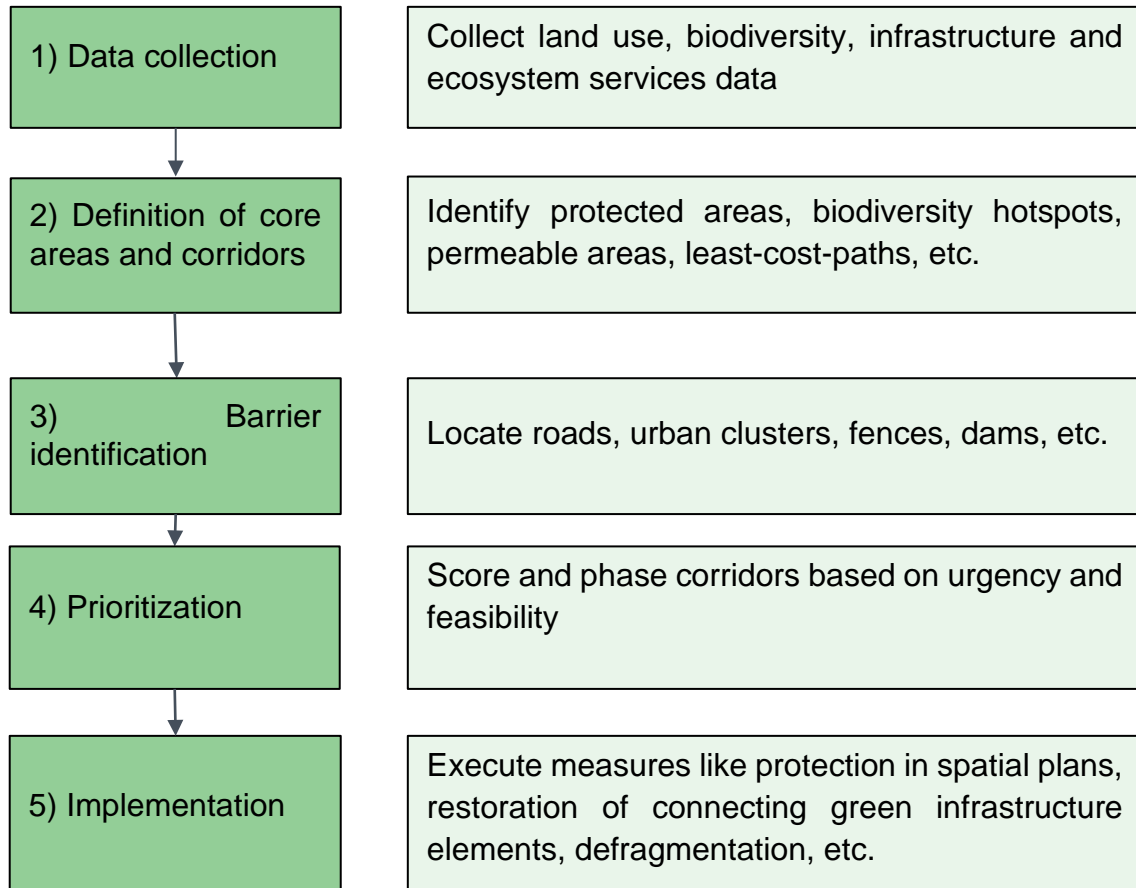 1) Data collection
Collect land use, biodiversity, infrastructure and
ecosystem services data
2) Definition of core
areas and corridors
Identify protected areas, biodiversity hotspots,
permeable areas, least-cost-paths, etc.
3) Barrier
identification
Locate roads, urban clusters, fences, dams, etc.
4) Prioritization
Score and phase corridors based on urgency and
feasibility
5) Implementation
Execute measures like protection in spatial plans,
restoration of connecting green infrastructure
elements, defragmentation, etc.